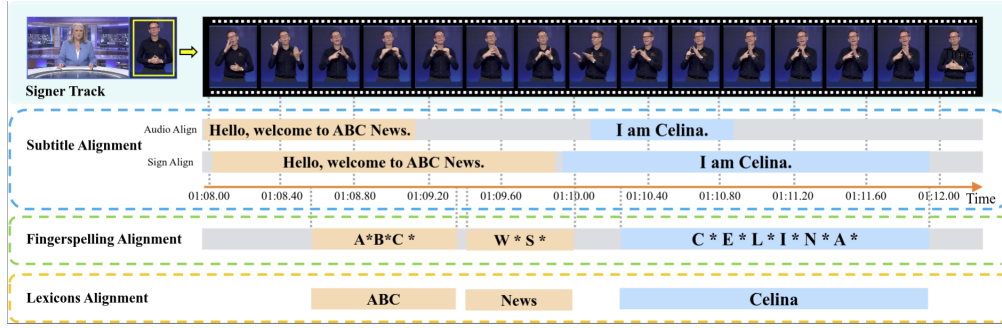 Signer Track
Subtitle Alignment
Audio Align
Hello, welcome to ABC News.
I am Celina.
Sign Align
Hello, welcome to ABC News.
I am Celina.
01:08.00 01:08.40 01:08.80 01:09.20 01:09.60 01:10.00 01:10.40 01:10.80 01:11.20 01:11.60 01:12.00 Time
Fingerspelling Alignment
A*B*C *
W * S *
C * E * L * I * N * A *
Lexicons Alignment
ABC
News
Celina